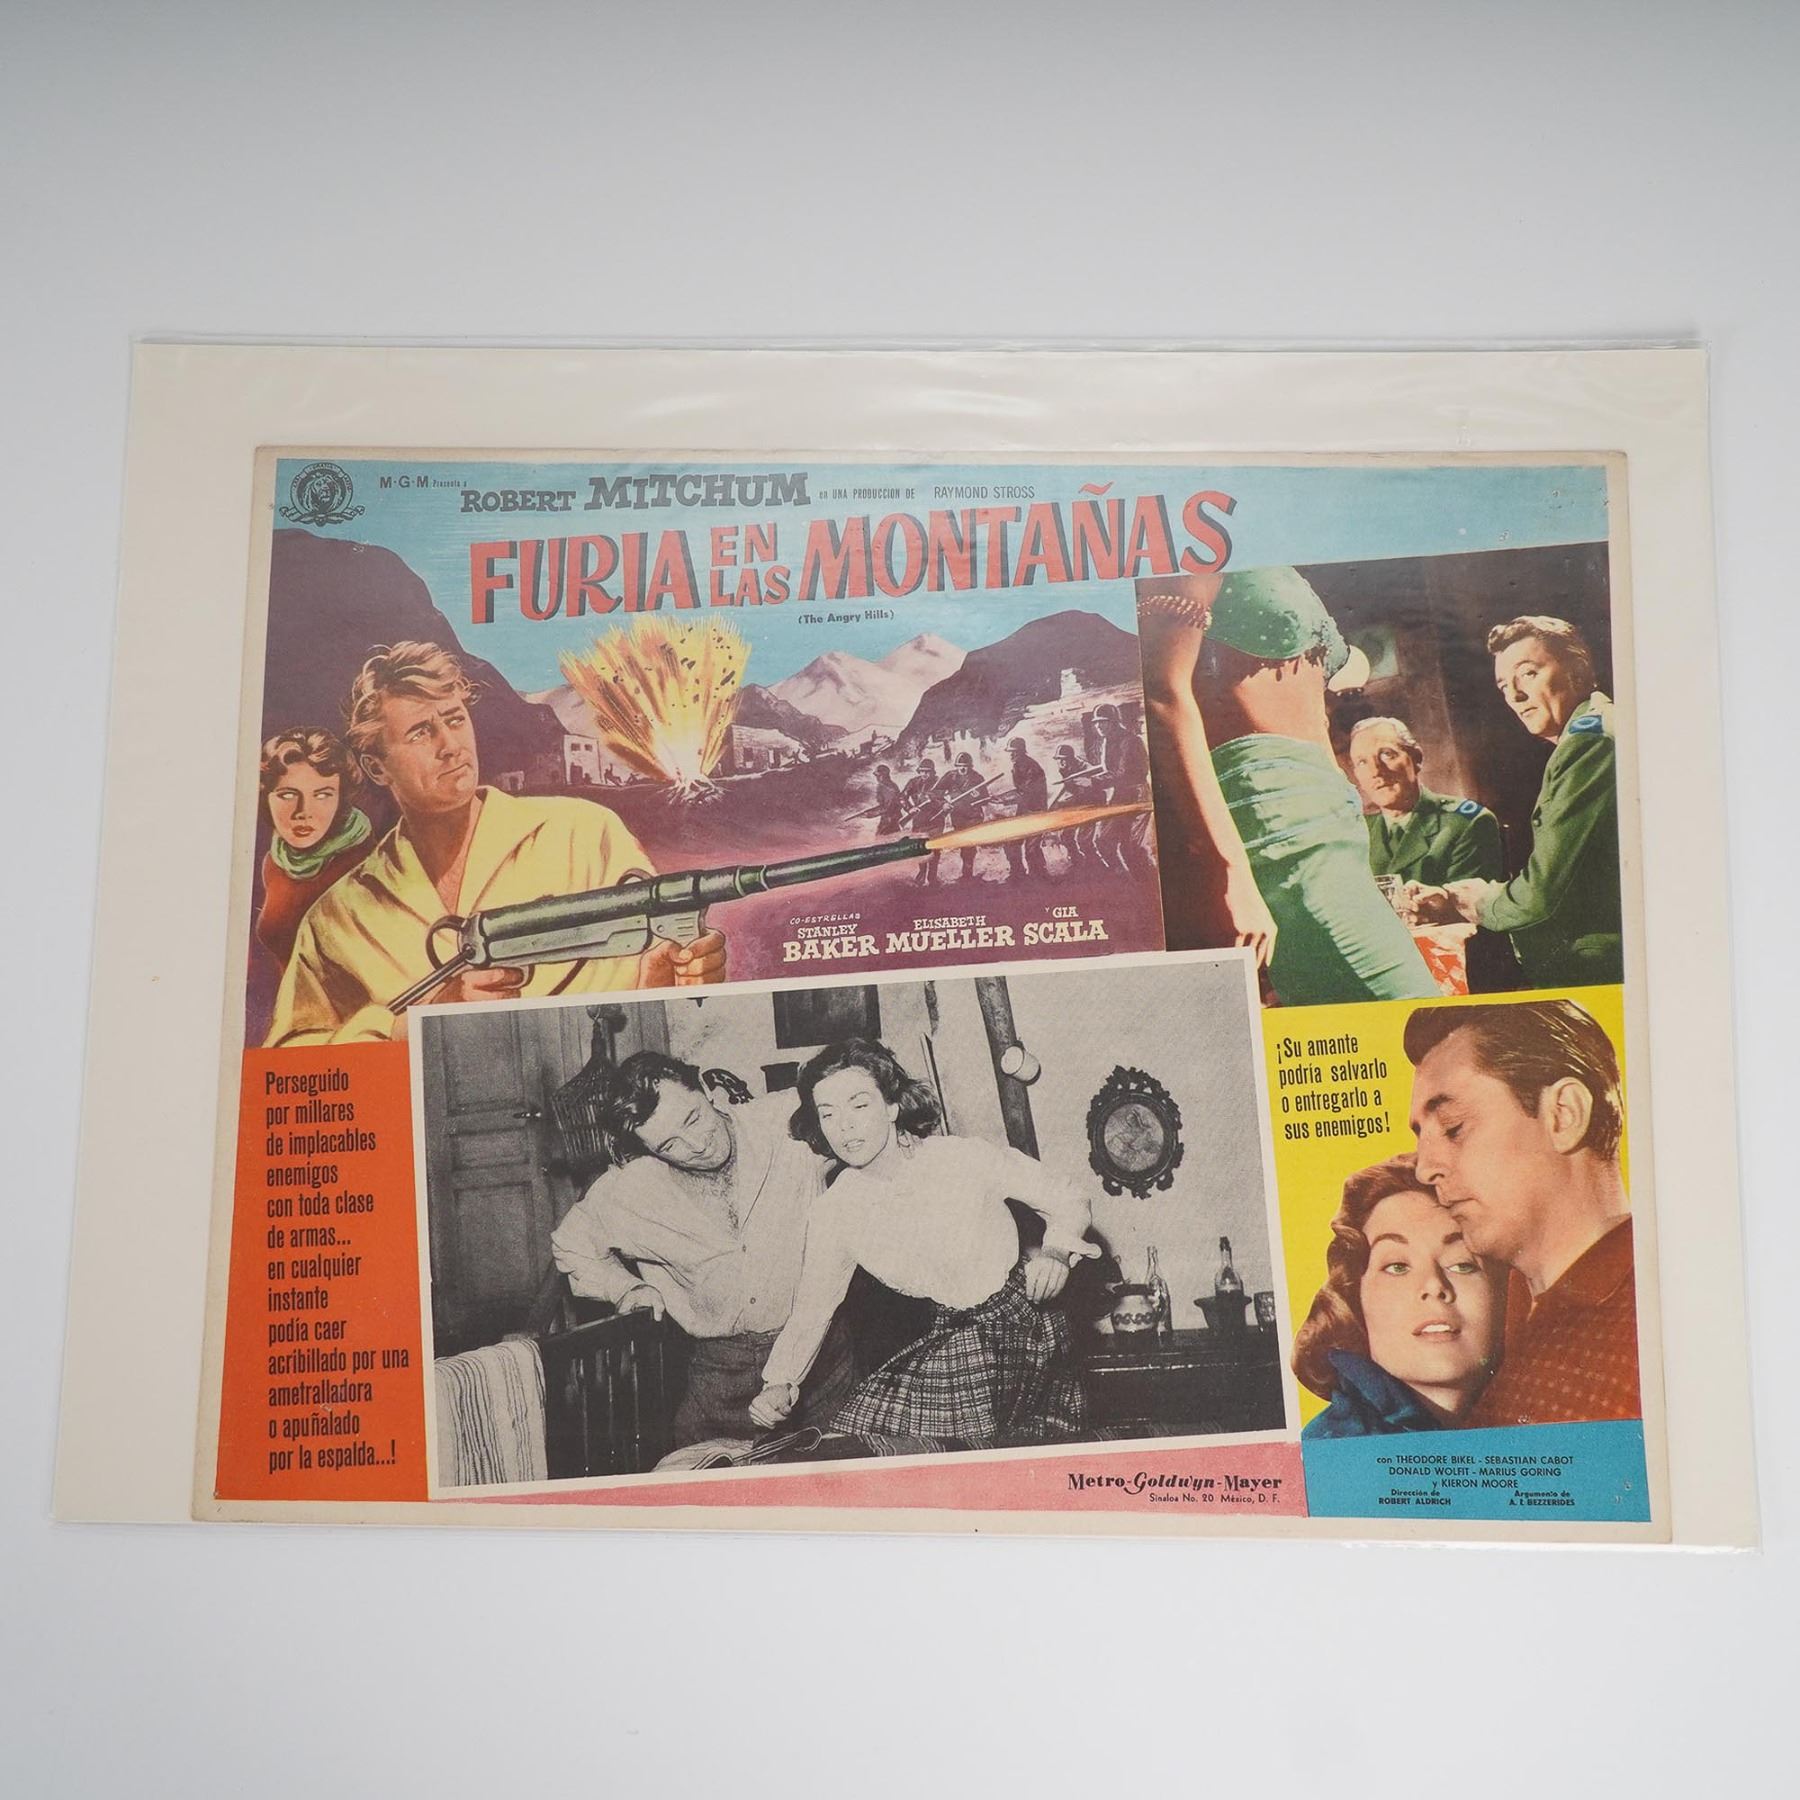 M-G-M Presenta a
ROBERT MITCHUM en UNA PRODUCCION DE RAYMOND STROSS
FURIA EN LAS MONTAÑAS
(The Angry Hills)
CO-ESTRELLAS
STANLEY BAKER ELISABETH MUELLER Y GIA SCALA
Perseguido
por millares
de implacables
enemigos
con toda clase
de armas...
en cualquier
instante
podía caer
acribillado por una
ametralladora
o apuñalado
por la espalda...!
¡Su amante
podría salvarlo
o entregarlo a
sus enemigos!
Metro-Goldwyn-Mayer
Sinaloa No. 20 México, D. F.
con THEODORE BIKEL - SEBASTIAN CABOT
DONALD WOLFIT - MARIUS GORING
y KIERON MOORE
Dirección de
ROBERT ALDRICH
Argumento de
A. I. BEZZERIDES